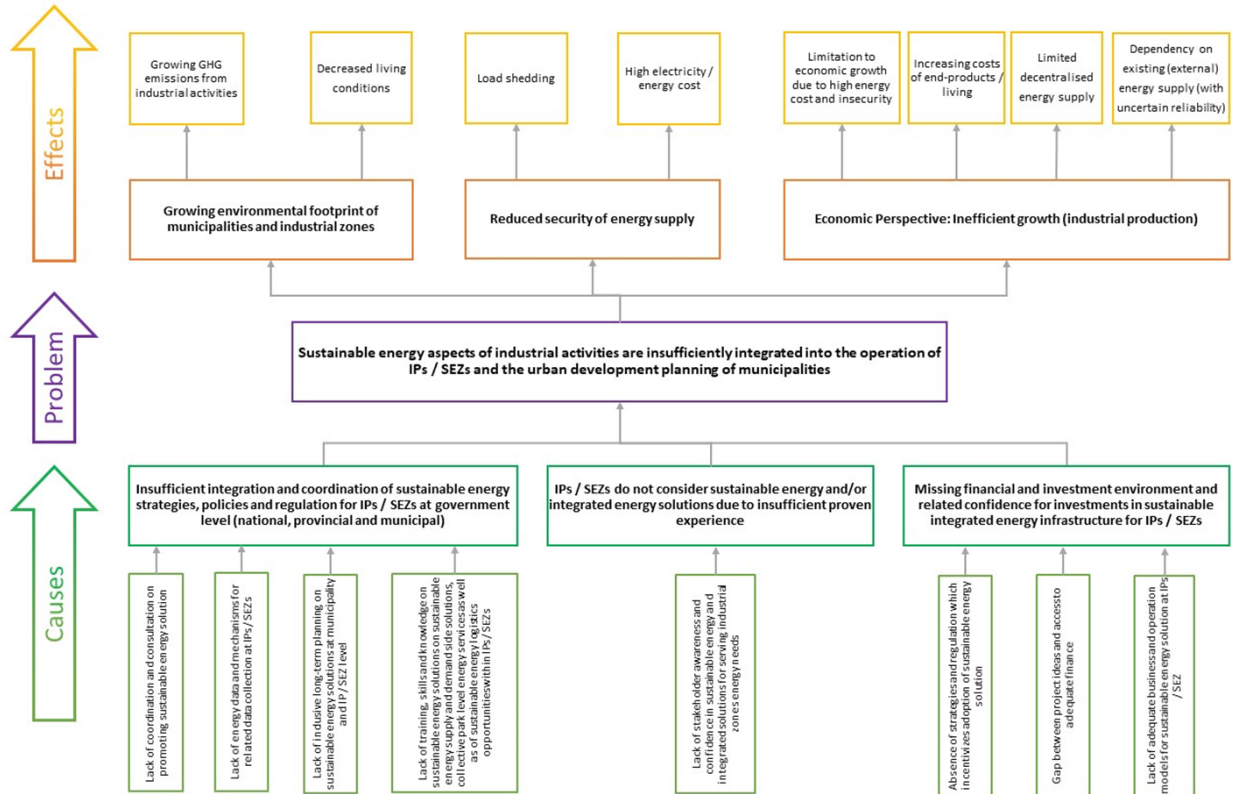 Effects
Growing GHG
emissions from
industrial activities
Decreased living
conditions
Load shedding
High electricity /
energy cost
Limitation to
economic growth
due to high energy
cost and insecurity
Increasing costs
of end-products /
living
Limited
decentralised
energy supply
Dependency on
existing (external)
energy supply (with
uncertain reliability)
Growing environmental footprint of
municipalities and industrial zones
Reduced security of energy supply
Economic Perspective: Inefficient growth (industrial production)
Problem
Sustainable energy aspects of industrial activities are insufficiently integrated into the operation of
IPs / SEZs and the urban development planning of municipalities
Causes
Insufficient integration and coordination of sustainable energy
strategies, policies and regulation for IPs / SEZs at government
level (national, provincial and municipal)
IPs / SEZs do not consider sustainable energy and/or
integrated energy solutions due to insufficient proven
experience
Missing financial and investment environment and
related confidence for investments in sustainable
integrated energy infrastructure for IPs / SEZs
Lack of coordination and consultation on
promoting sustainable energy solution
Lack of energy data and mechanisms for
related data collection at IPs / SEZs
Lack of inclusive long-term planning on
sustainable energy solutions at municipality
and IP / SEZ level
Lack of training, skills and knowledge on
sustainable energy solutions on sustainable
energy supply and demand side solutions,
collective park level energy services as well
as of sustainable energy logistics
opportunities within IPs / SEZs
Lack of stakeholder awareness and
confidence in sustainable energy and
integrated solutions for serving industrial
zones energy needs
Absence of strategies and regulation which
incentivizes adoption of sustainable energy
solution
Gap between project ideas and access to
adequate finance
Lack of adequate business and operation
models for sustainable energy solution at IPs
/ SEZ